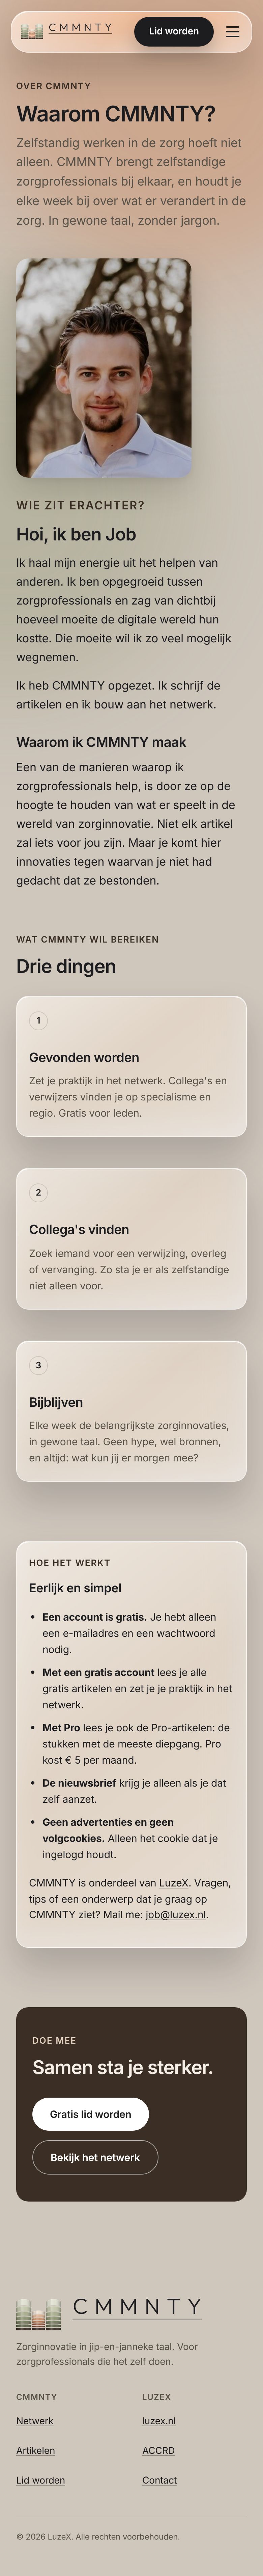 CMMNTY
Lid worden
OVER CMMNTY
Waarom CMMNTY?
Zelfstandig werken in de zorg hoeft niet
alleen. CMMNTY brengt zelfstandige
zorgprofessionals bij elkaar, en houdt je
elke week bij over wat er verandert in de
zorg. In gewone taal, zonder jargon.
WIE ZIT ERACHTER?
Hoi, ik ben Job
Ik haal mijn energie uit het helpen van
anderen. Ik ben opgegroeid tussen
zorgprofessionals en zag van dichtbij
hoeveel moeite de digitale wereld hun
kostte. Die moeite wil ik zo veel mogelijk
wegnemen.
Ik heb CMMNTY opgezet. Ik schrijf de
artikelen en ik bouw aan het netwerk.
Waarom ik CMMNTY maak
Een van de manieren waarop ik
zorgprofessionals help, is door ze op de
hoogte te houden van wat er speelt in de
wereld van zorginnovatie. Niet elk artikel
zal iets voor jou zijn. Maar je komt hier
innovaties tegen waarvan je niet had
gedacht dat ze bestonden.
WAT CMMNTY WIL BEREIKEN
Drie dingen
1
Gevonden worden
Zet je praktijk in het netwerk. Collega's en
verwijzers vinden je op specialisme en
regio. Gratis voor leden.
2
Collega's vinden
Zoek iemand voor een verwijzing, overleg
of vervanging. Zo sta je er als zelfstandige
niet alleen voor.
3
Bijblijven
Elke week de belangrijkste zorginnovaties,
in gewone taal. Geen hype, wel bronnen,
en altijd: wat kun jij er morgen mee?
HOE HET WERKT
Eerlijk en simpel
• Een account is gratis. Je hebt alleen
een e-mailadres en een wachtwoord
nodig.
• Met een gratis account lees je alle
gratis artikelen en zet je je praktijk in het
netwerk.
• Met Pro lees je ook de Pro-artikelen: de
stukken met de meeste diepgang. Pro
kost € 5 per maand.
• De nieuwsbrief krijg je alleen als je dat
zelf aanzet.
• Geen advertenties en geen
volgcookies. Alleen het cookie dat je
ingelogd houdt.
CMMNTY is onderdeel van LuzeX. Vragen,
tips of een onderwerp dat je graag op
CMMNTY ziet? Mail me: job@luzex.nl.
DOE MEE
Samen sta je sterker.
Gratis lid worden
Bekijk het netwerk
CMMNTY
Zorginnovatie in jip-en-janneke taal. Voor
zorgprofessionals die het zelf doen.
CMMNTY
LUZEX
Netwerk
luzex.nl
Artikelen
ACCRD
Lid worden
Contact
© 2026 LuzeX. Alle rechten voorbehouden.